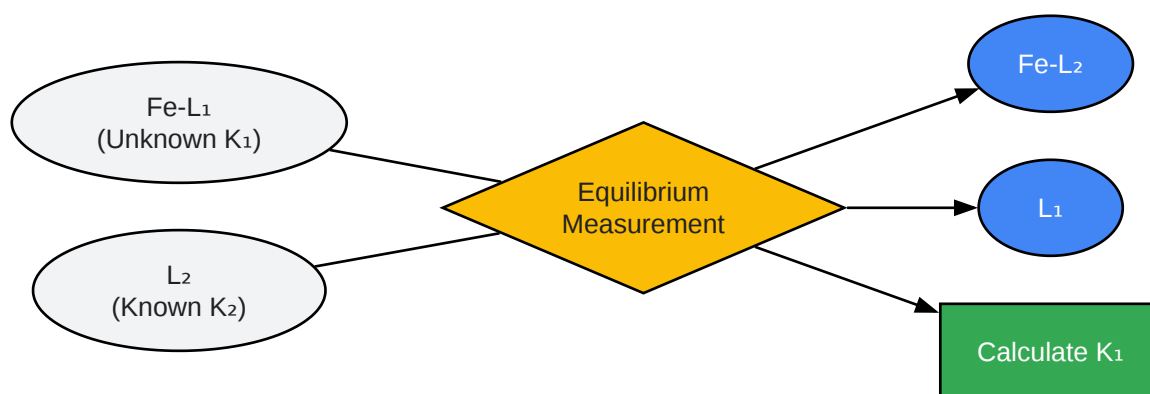 Fe-L₁
(Unknown K₁)
L₂
(Known K₂)
Equilibrium
Measurement
Fe-L₂
L₁
Calculate K₁